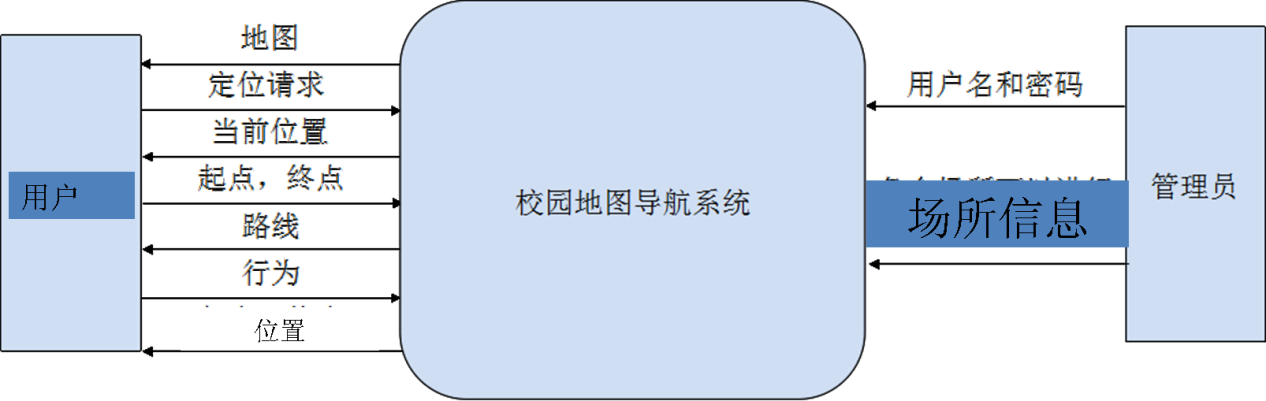 地图
定位请求
当前位置
起点，终点
路线
行为
位置
用户
校园地图导航系统
用户名和密码
场所信息
管理员